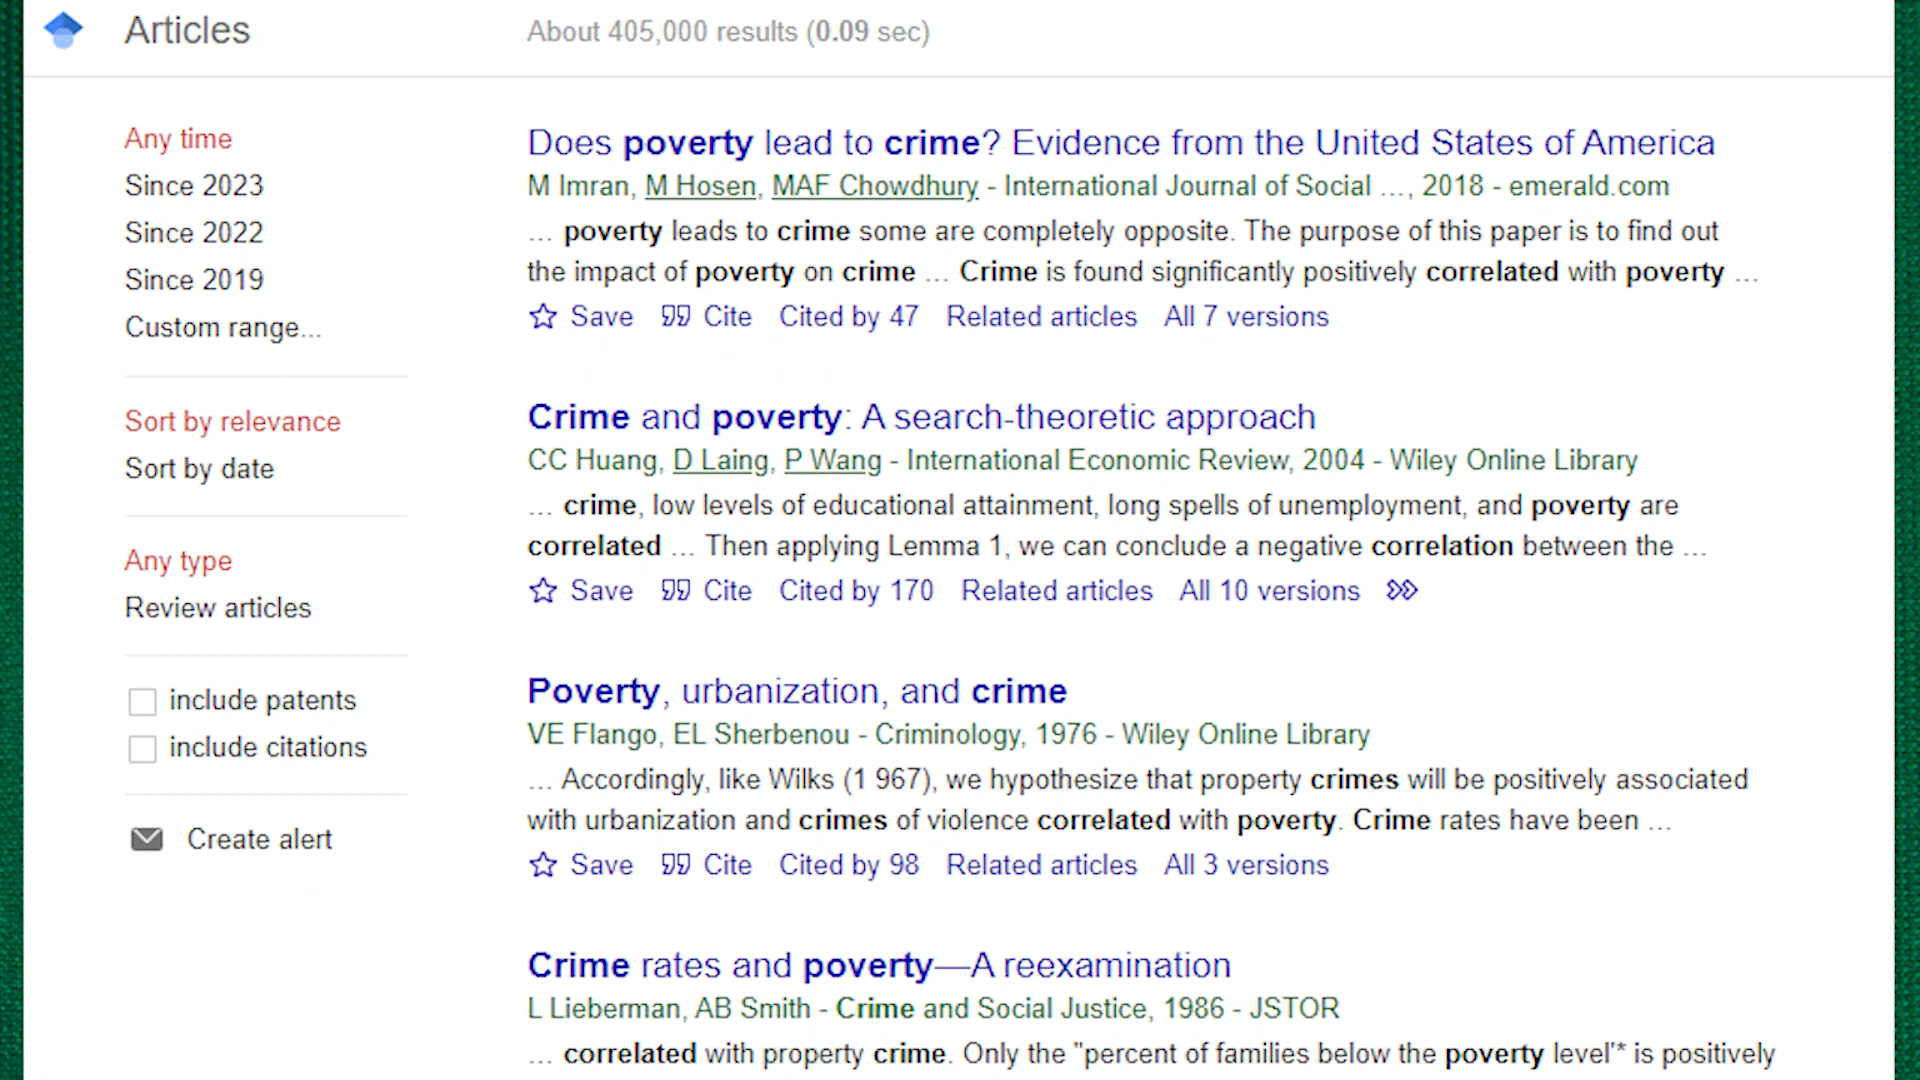 Articles
About 405,000 results (0.09 sec)
Any time
Since 2023
Since 2022
Since 2019
Custom range...
Sort by relevance
Sort by date
Any type
Review articles
include patents
include citations
Create alert
Does poverty lead to crime? Evidence from the United States of America
M Imran, M Hosen, MAF Chowdhury - International Journal of Social …, 2018 - emerald.com
… poverty leads to crime some are completely opposite. The purpose of this paper is to find out
the impact of poverty on crime … Crime is found significantly positively correlated with poverty …
Save Cite Cited by 47 Related articles All 7 versions
Crime and poverty: A search-theoretic approach
CC Huang, D Laing, P Wang - International Economic Review, 2004 - Wiley Online Library
… crime, low levels of educational attainment, long spells of unemployment, and poverty are
correlated … Then applying Lemma 1, we can conclude a negative correlation between the …
Save Cite Cited by 170 Related articles All 10 versions
Poverty, urbanization, and crime
VE Flango, EL Sherbenou - Criminology, 1976 - Wiley Online Library
… Accordingly, like Wilks (1 967), we hypothesize that property crimes will be positively associated
with urbanization and crimes of violence correlated with poverty. Crime rates have been …
Save Cite Cited by 98 Related articles All 3 versions
Crime rates and poverty—A reexamination
L Lieberman, AB Smith - Crime and Social Justice, 1986 - JSTOR
… correlated with property crime. Only the "percent of families below the poverty level'* is positively